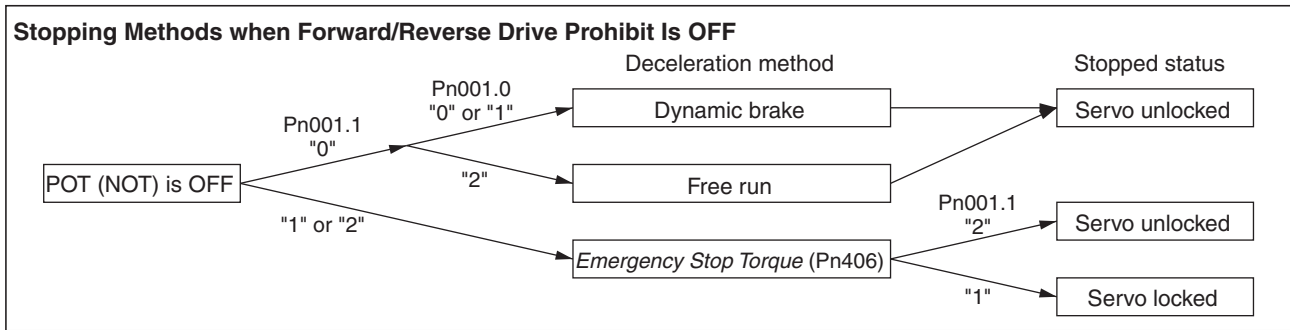 Stopping Methods when Forward/Reverse Drive Prohibit Is OFF
Deceleration method
Stopped status
Pn001.0
"0" or "1"
Dynamic brake
Servo unlocked
Pn001.1
"0"
POT (NOT) is OFF
"2"
Free run
"1" or "2"
Pn001.1
"2"
Servo unlocked
Emergency Stop Torque (Pn406)
"1"
Servo locked